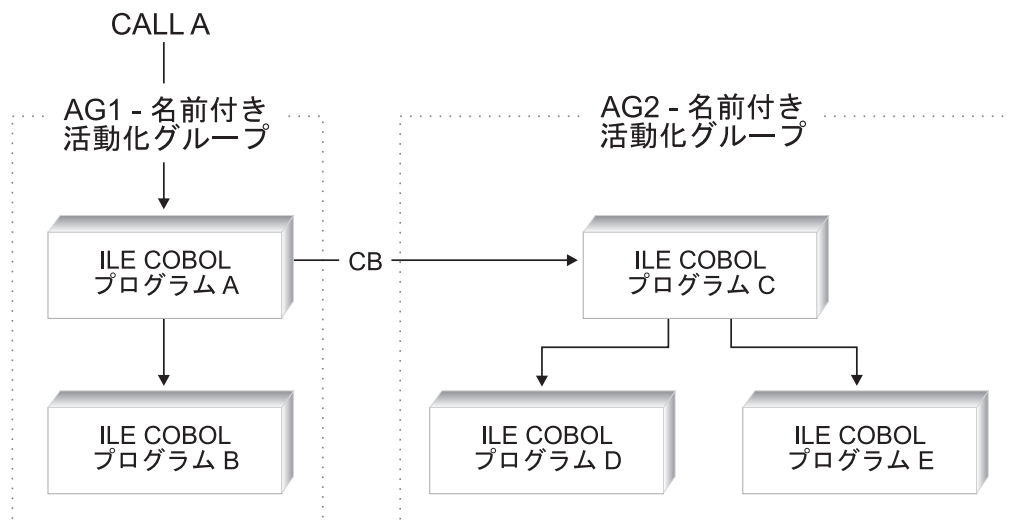 CALL A
AG1 - 名前付き
活動化グループ
AG2 - 名前付き
活動化グループ
ILE COBOL
プログラム A
CB
ILE COBOL
プログラム C
ILE COBOL
プログラム B
ILE COBOL
プログラム D
ILE COBOL
プログラム E